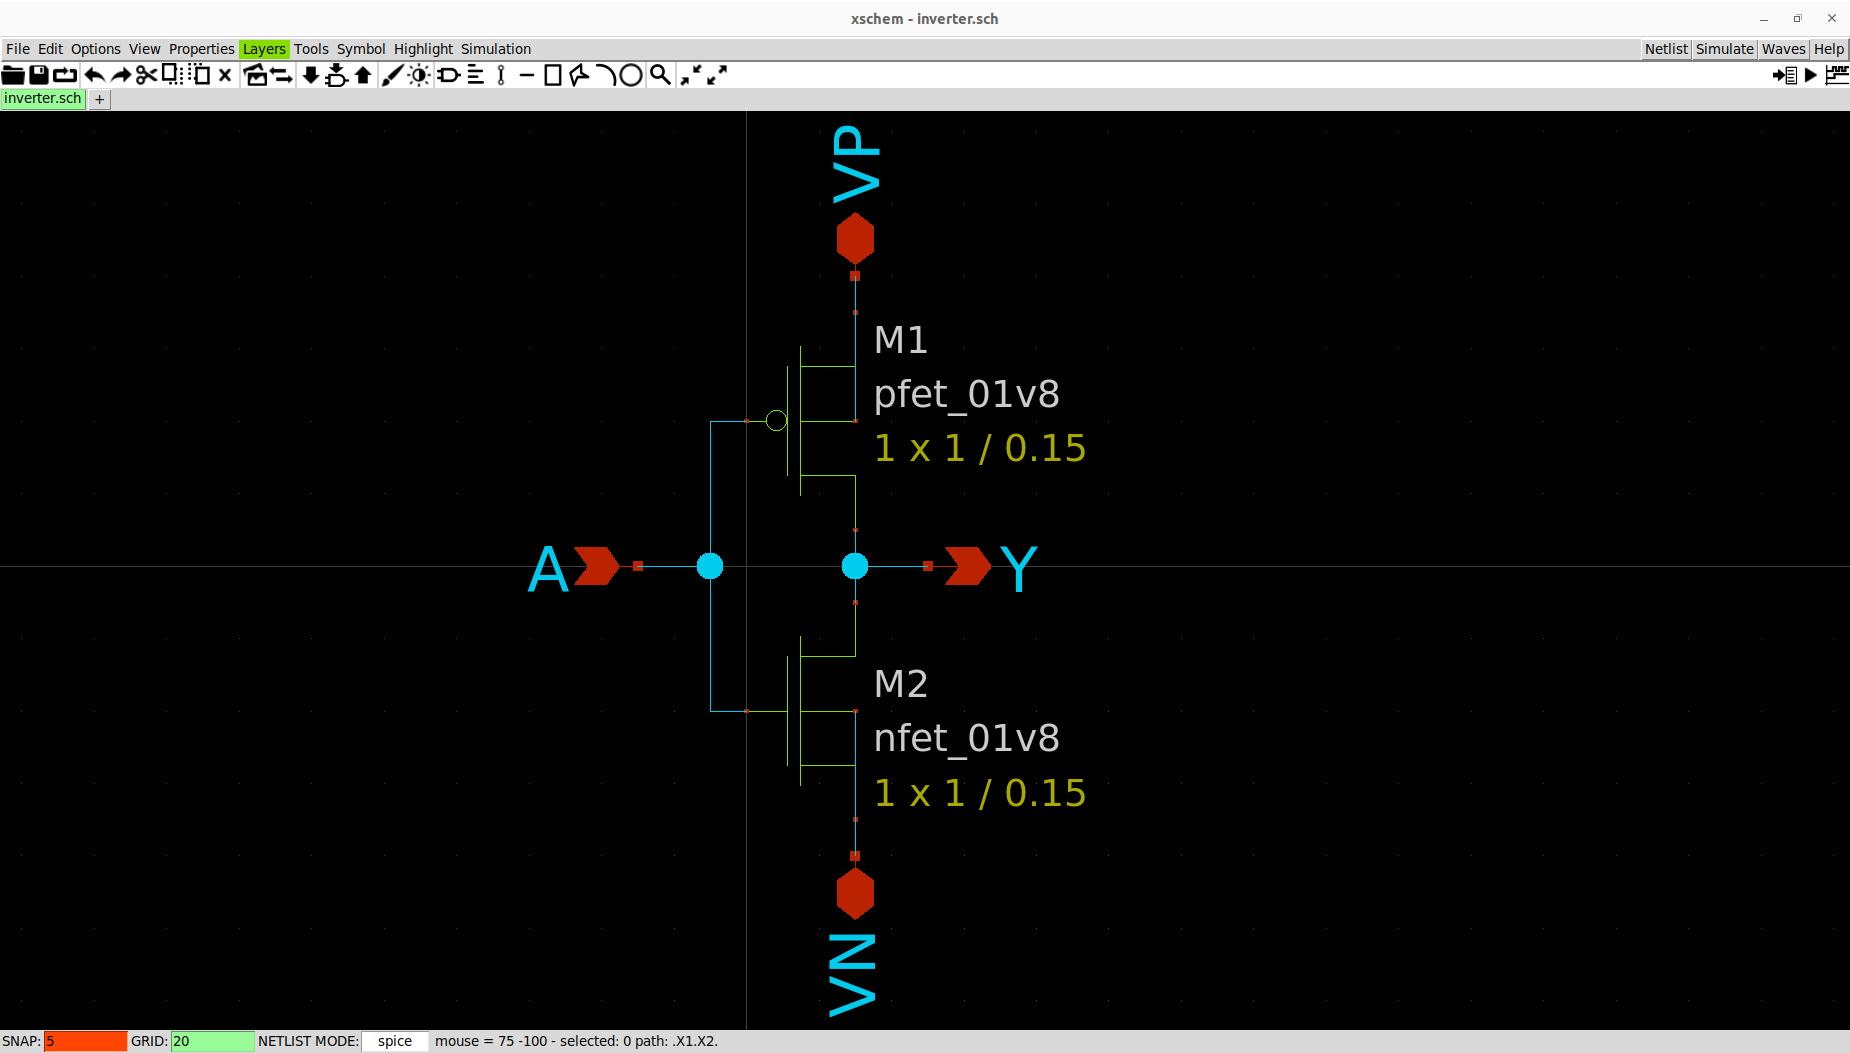 xschem - inverter.sch
File Edit Options View Properties Layers Tools Symbol Highlight Simulation Netlist Simulate Waves Help
inverter.sch +
VP
M1
pfet_01v8
1 x 1 / 0.15
A Y
M2
nfet_01v8
1 x 1 / 0.15
VN
SNAP: 5 GRID: 20 NETLIST MODE: spice mouse = 75 -100 - selected: 0 path: .X1.X2.